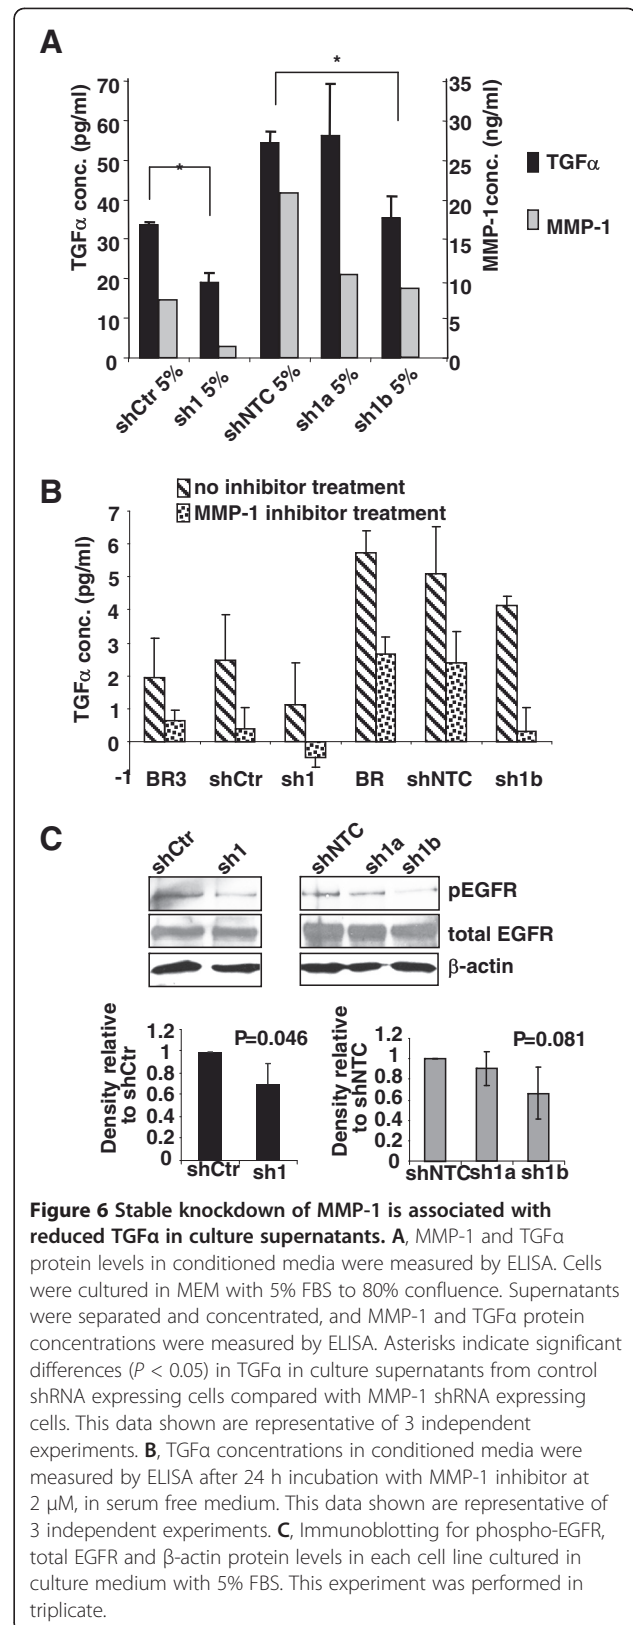 A
70
60
50
40
30
20
10
0
TGFα conc. (pg/ml)
*
*
35
30
25
20
15
10
5
0
MMP-1conc. (ng/ml)
TGFα
MMP-1
shCtr 5%
sh1 5%
shNTC 5%
sh1a 5%
sh1b 5%
B
no inhibitor treatment
MMP-1 inhibitor treatment
7
6
5
4
3
2
1
0
-1
TGFα conc. (pg/ml)
BR3 shCtr sh1 BR shNTC sh1b
C
shCtr sh1 shNTC sh1a sh1b
pEGFR
total EGFR
β-actin
Density relative
to shCtr
1.2
1
0.8
0.6
0.4
0.2
0
P=0.046
shCtr sh1
Density relative
to shNTC
1.2
1
0.8
0.6
0.4
0.2
0
P=0.081
shNTC sh1a sh1b
Figure 6 Stable knockdown of MMP-1 is associated with
reduced TGFα in culture supernatants. A, MMP-1 and TGFα
protein levels in conditioned media were measured by ELISA. Cells
were cultured in MEM with 5% FBS to 80% confluence. Supernatants
were separated and concentrated, and MMP-1 and TGFα protein
concentrations were measured by ELISA. Asterisks indicate significant
differences (P < 0.05) in TGFα in culture supernatants from control
shRNA expressing cells compared with MMP-1 shRNA expressing
cells. This data shown are representative of 3 independent
experiments. B, TGFα concentrations in conditioned media were
measured by ELISA after 24 h incubation with MMP-1 inhibitor at
2 μM, in serum free medium. This data shown are representative of
3 independent experiments. C, Immunoblotting for phospho-EGFR,
total EGFR and β-actin protein levels in each cell line cultured in
culture medium with 5% FBS. This experiment was performed in
triplicate.